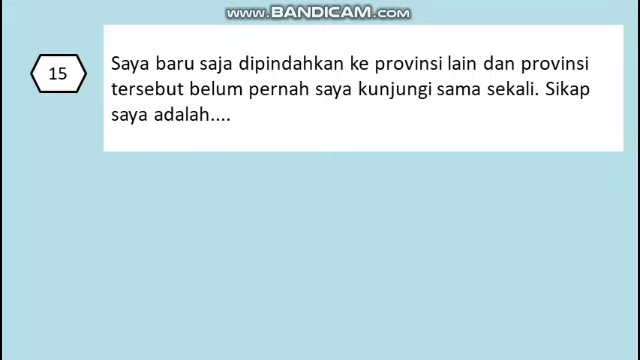 www.BANDICAM.com
15
Saya baru saja dipindahkan ke provinsi lain dan provinsi
tersebut belum pernah saya kunjungi sama sekali. Sikap
saya adalah....